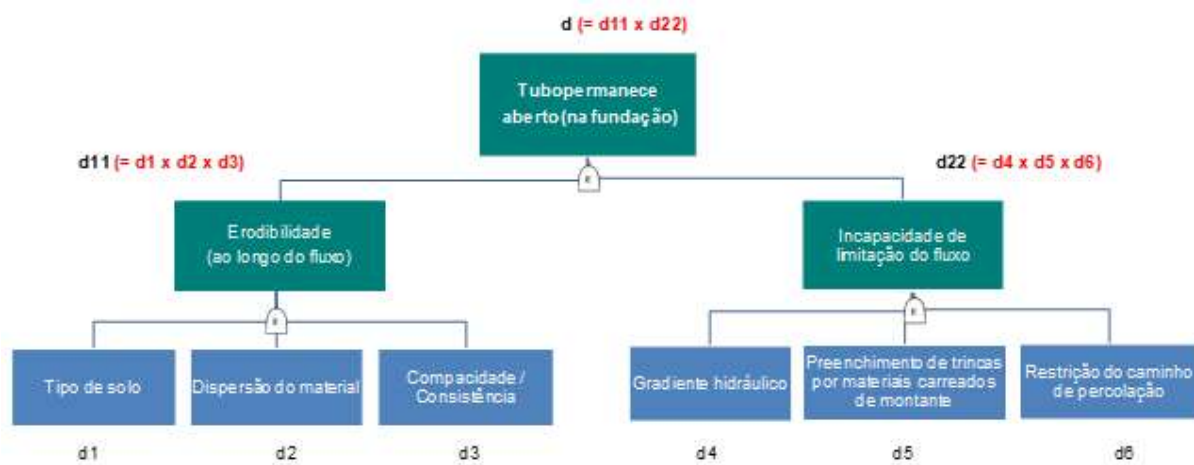 d (= d11 x d22)
Tubopermanece
aberto(na fundação)
d11 (= d1 x d2 x d3)
d22 (= d4 x d5 x d6)
E
Erodibilidade
(ao longo do fluxo)
Incapacidade de
limitação do fluxo
E
E
Tipo de solo
Dispersão do material
Compacidade /
Consistência
Gradiente hidráulico
Preenchimento de trincas
por materiais carreados
de montante
Restrição do caminho
de percolação
d1
d2
d3
d4
d5
d6